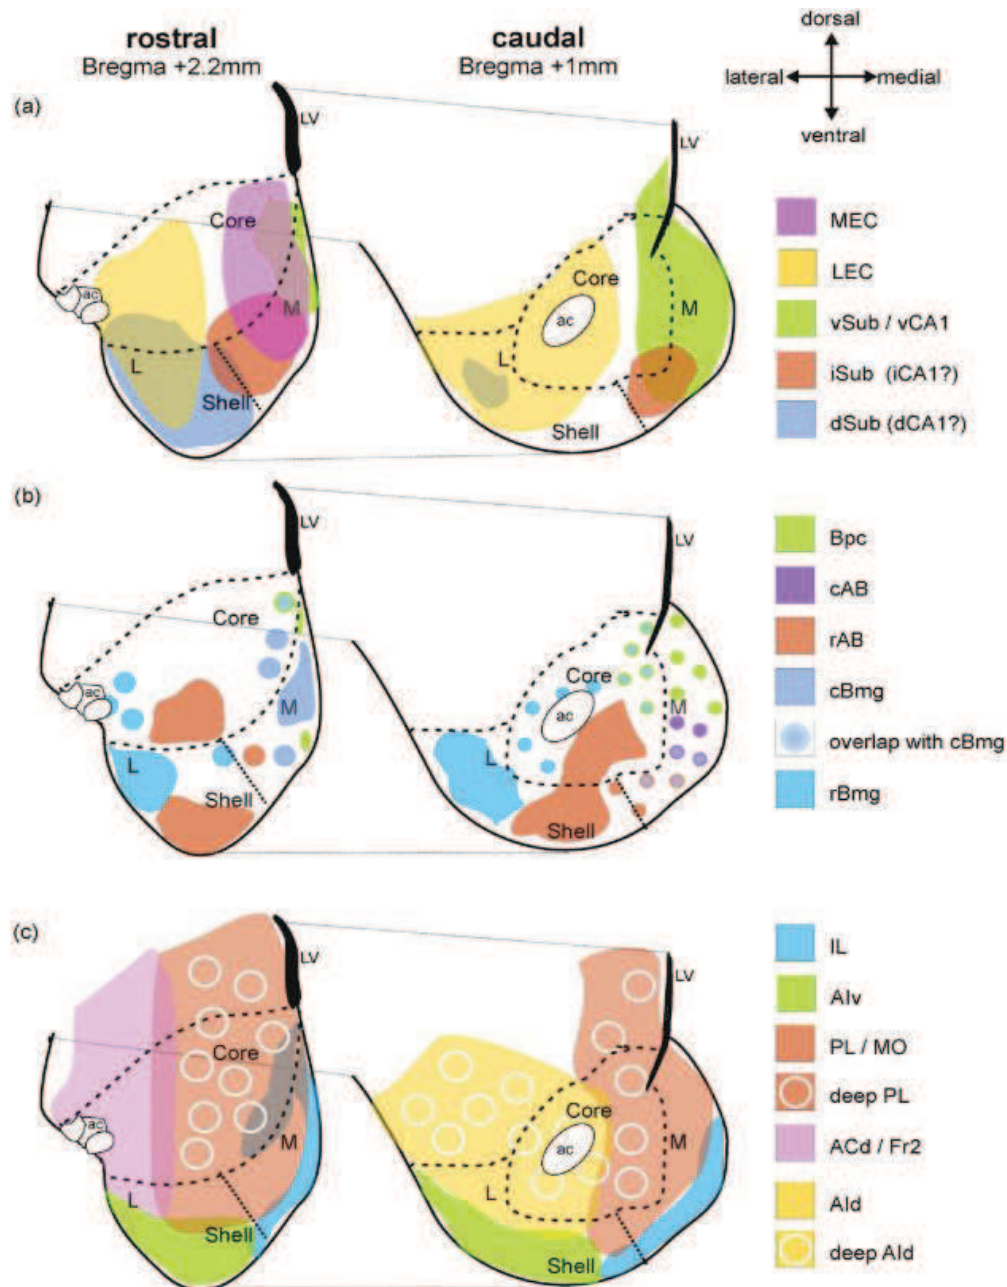 rostral
Bregma +2.2mm
caudal
Bregma +1mm
dorsal
lateral
medial
ventral
(a)
LV
LV
Core
Core
ac
ac
M
M
L
L
Shell
Shell
MEC
LEC
vSub / vCA1
iSub (iCA1?)
dSub (dCA1?)
(b)
LV
LV
Core
Core
ac
ac
M
M
L
L
Shell
Shell
Bpc
cAB
rAB
cBmg
overlap with cBmg
rBmg
(c)
LV
LV
Core
Core
ac
ac
M
M
L
L
Shell
Shell
IL
AIv
PL / MO
deep PL
ACd / Fr2
AId
deep AId